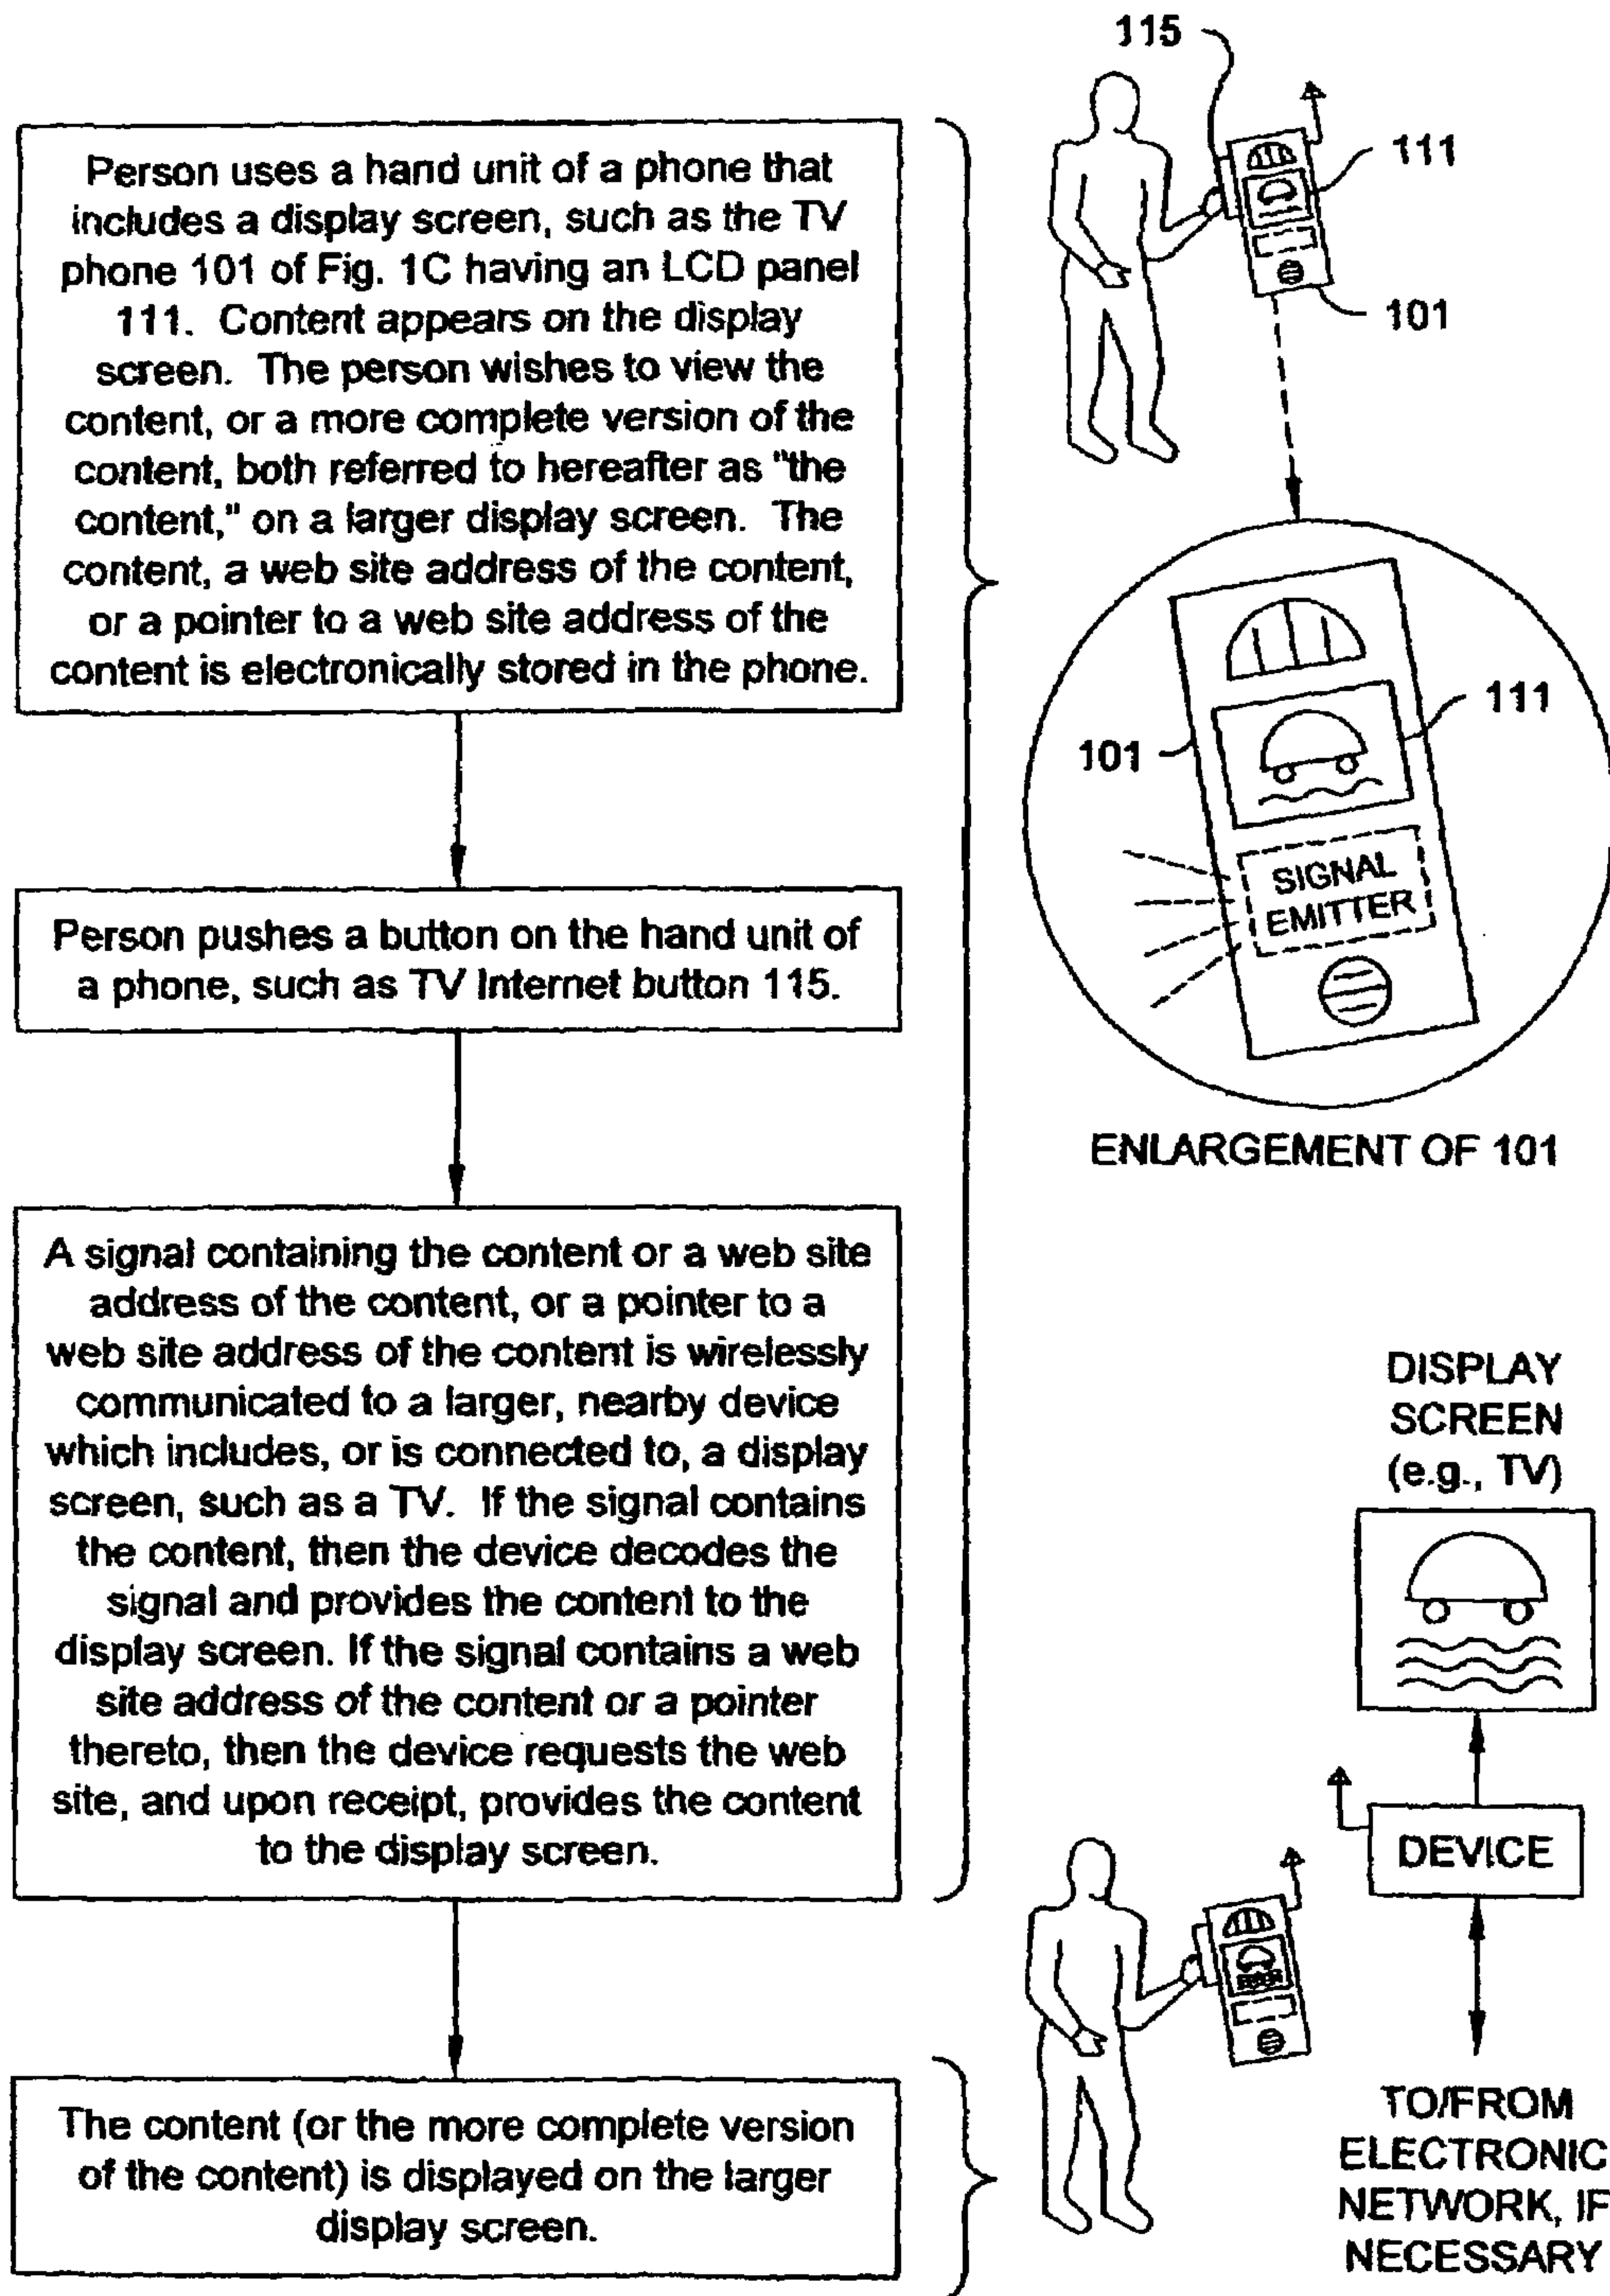 Person uses a hand unit of a phone that
includes a display screen, such as the TV
phone 101 of Fig. 1C having an LCD panel
111. Content appears on the display
screen. The person wishes to view the
content, or a more complete version of the
content, both referred to hereafter as "the
content," on a larger display screen. The
content, a web site address of the content,
or a pointer to a web site address of the
content is electronically stored in the phone.
Person pushes a button on the hand unit of
a phone, such as TV Internet button 115.
A signal containing the content or a web site
address of the content, or a pointer to a
web site address of the content is wirelessly
communicated to a larger, nearby device
which includes, or is connected to, a display
screen, such as a TV. If the signal contains
the content, then the device decodes the
signal and provides the content to the
display screen. If the signal contains a web
site address of the content or a pointer
thereto, then the device requests the web
site, and upon receipt, provides the content
to the display screen.
The content (or the more complete version
of the content) is displayed on the larger
display screen.
115
111
101
101
111
SIGNAL
EMITTER
ENLARGEMENT OF 101
DISPLAY
SCREEN
(e.g., TV)
DEVICE
TO/FROM
ELECTRONIC
NETWORK, IF
NECESSARY